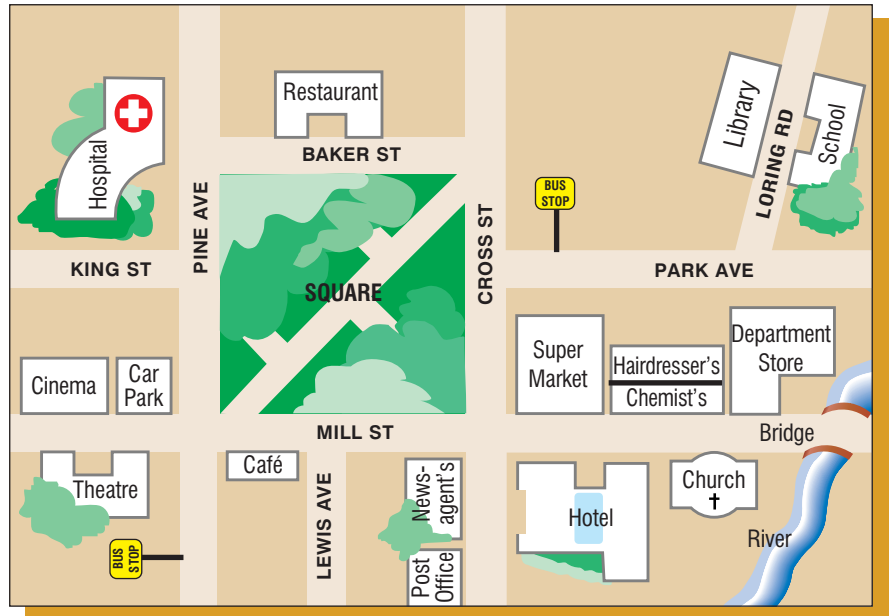 Restaurant
Library
LORING RD
School
Hospital
BAKER ST
BUS
STOP
PINE AVE
CROSS ST
KING ST
PARK AVE
SQUARE
Cinema
Car
Park
Super
Market
Hairdresser's
Chemist's
Department
Store
MILL ST
Bridge
Theatre
Café
LEWIS AVE
News-
agent's
Post
Office
Hotel
Church
River
BUS
STOP